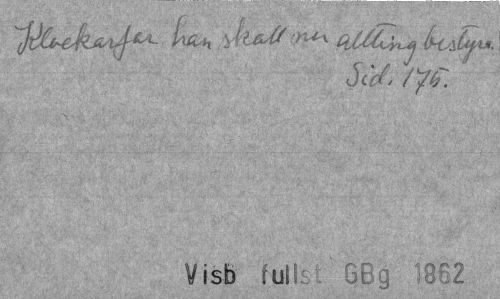 Klockarfar han skall nu allting bestyra.
Sid. 175.
Visb fullst GBg 1862